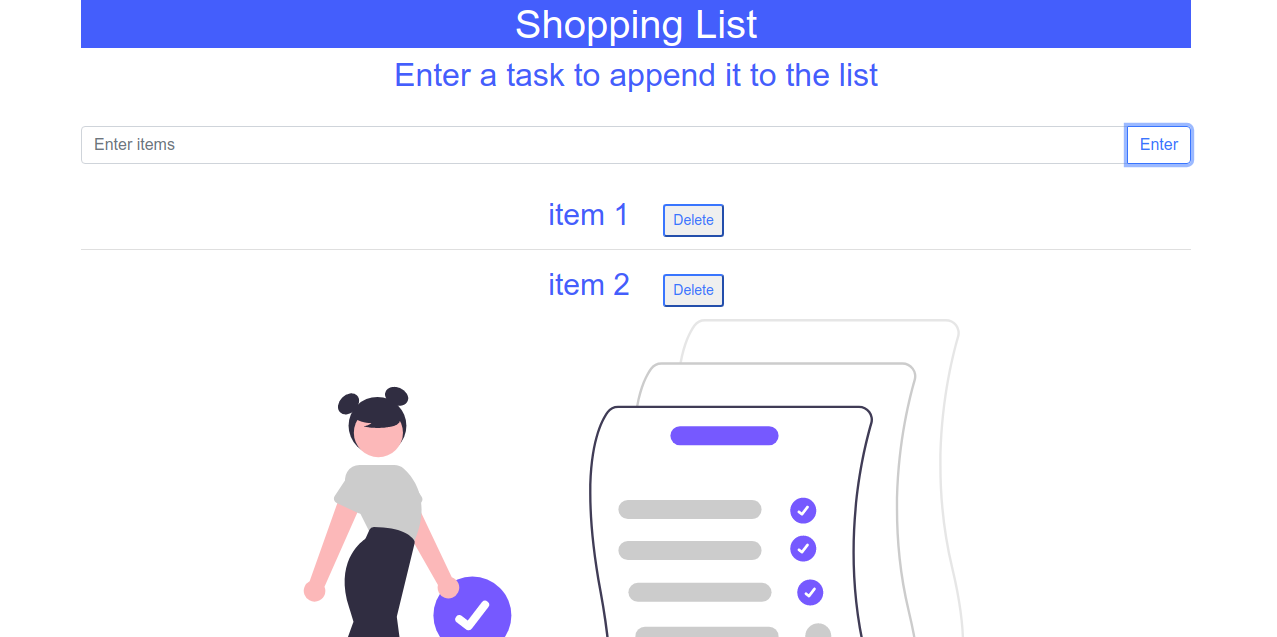 Shopping List
Enter a task to append it to the list
Enter items Enter
item 1 Delete
item 2 Delete